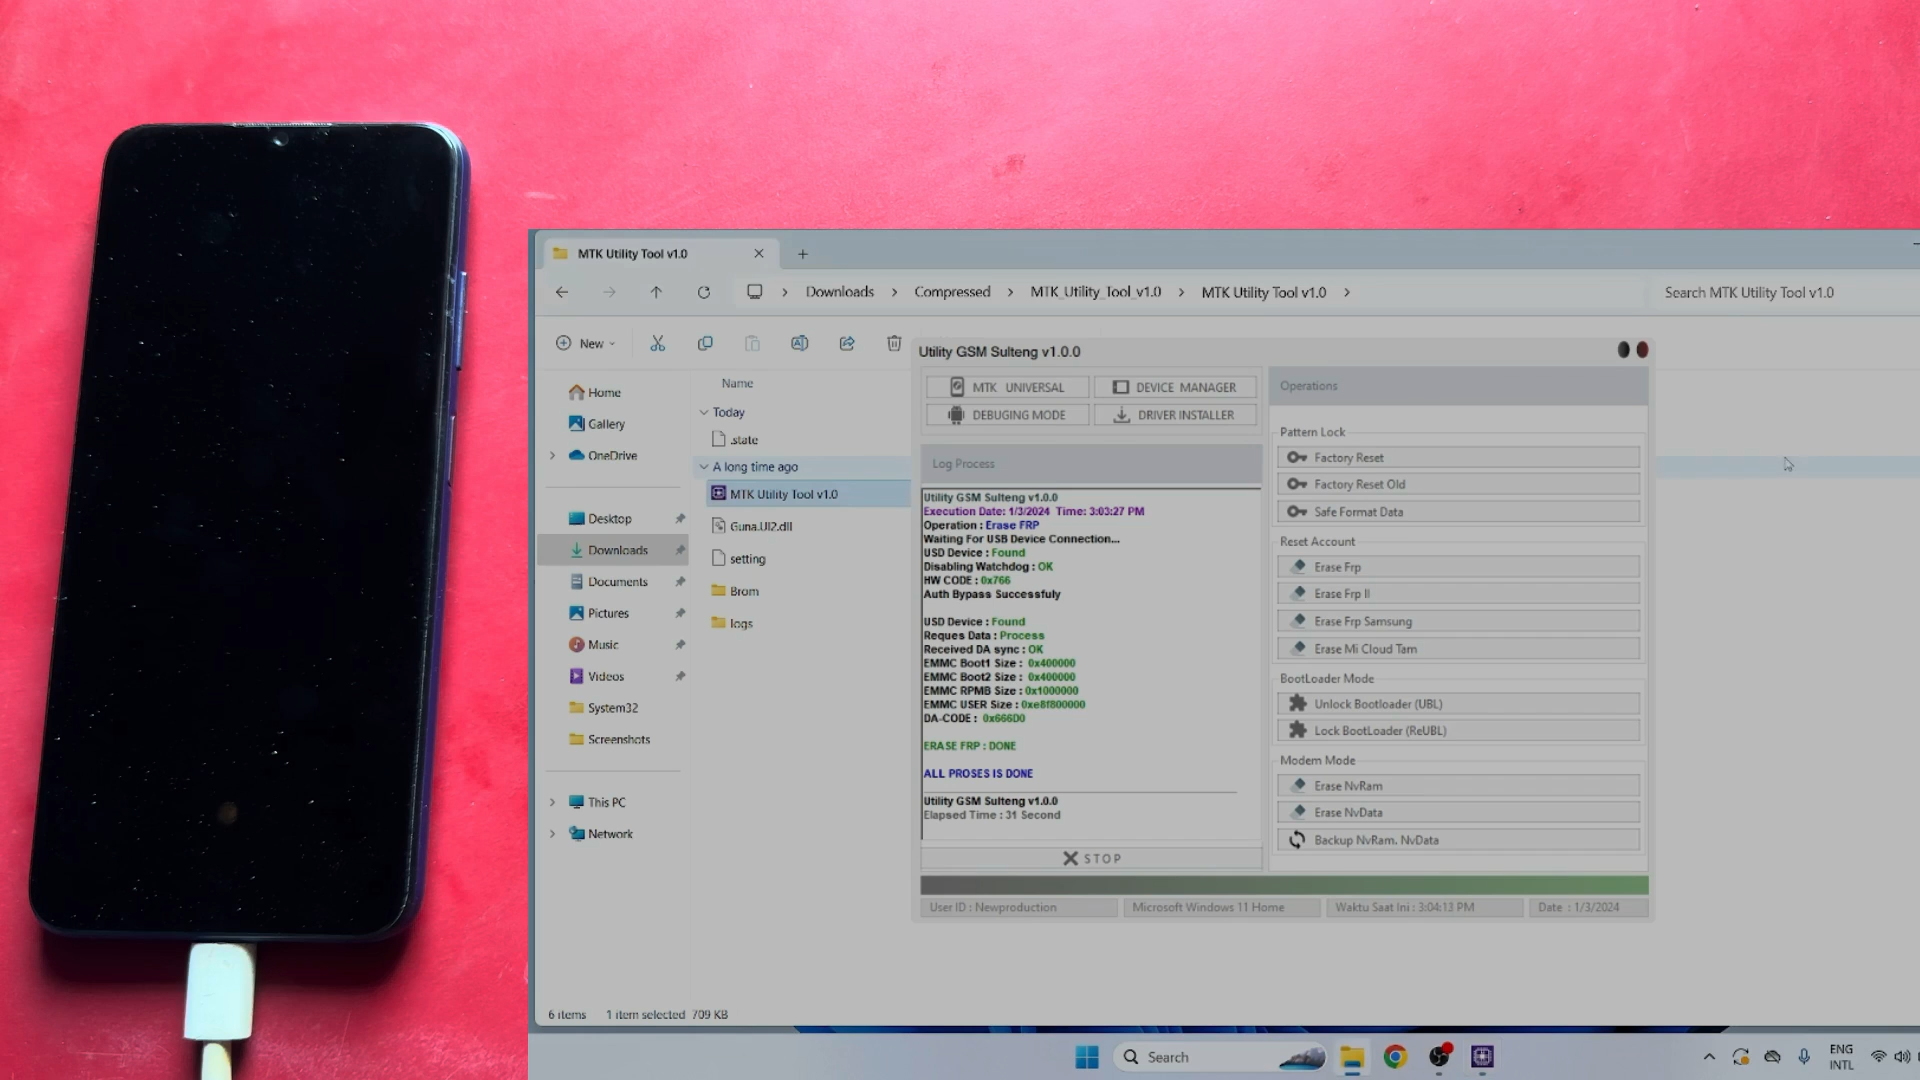 MTK Utility Tool v1.0
Downloads > Compressed > MTK_Utility_Tool_v1.0 > MTK Utility Tool v1.0 >
Search MTK Utility Tool v1.0
New
Home
Gallery
OneDrive
Desktop
Downloads
Documents
Pictures
Music
Videos
System32
Screenshots
This PC
Network
Name
Today
.state
A long time ago
MTK Utility Tool v1.0
Guna.UI2.dll
setting
Brom
logs
Utility GSM Sulteng v1.0.0
MTK UNIVERSAL
DEVICE MANAGER
DEBUGING MODE
DRIVER INSTALLER
Log Process
Utility GSM Sulteng v1.0.0
Execution Date: 1/3/2024 Time: 3:03:27 PM
Operation : Erase FRP
Waiting For USB Device Connection...
USD Device : Found
Disabling Watchdog : OK
HW CODE : 0x766
Auth Bypass Successfuly
USD Device : Found
Reques Data : Process
Received DA sync : OK
EMMC Boot1 Size : 0x400000
EMMC Boot2 Size : 0x400000
EMMC RPMB Size : 0x1000000
EMMC USER Size : 0xe8f800000
DA-CODE : 0x666D0
ERASE FRP : DONE
ALL PROSES IS DONE
Utility GSM Sulteng v1.0.0
Elapsed Time : 31 Second
STOP
Operations
Pattern Lock
Factory Reset
Factory Reset Old
Safe Format Data
Reset Account
Erase Frp
Erase Frp II
Erase Frp Samsung
Erase Mi Cloud Tam
BootLoader Mode
Unlock Bootloader (UBL)
Lock BootLoader (ReUBL)
Modem Mode
Erase NvRam
Erase NvData
Backup NvRam. NvData
User ID : Newproduction
Microsoft Windows 11 Home
Waktu Saat Ini : 3:04:13 PM
Date : 1/3/2024
6 items 1 item selected 709 KB
Search
ENG
INTL